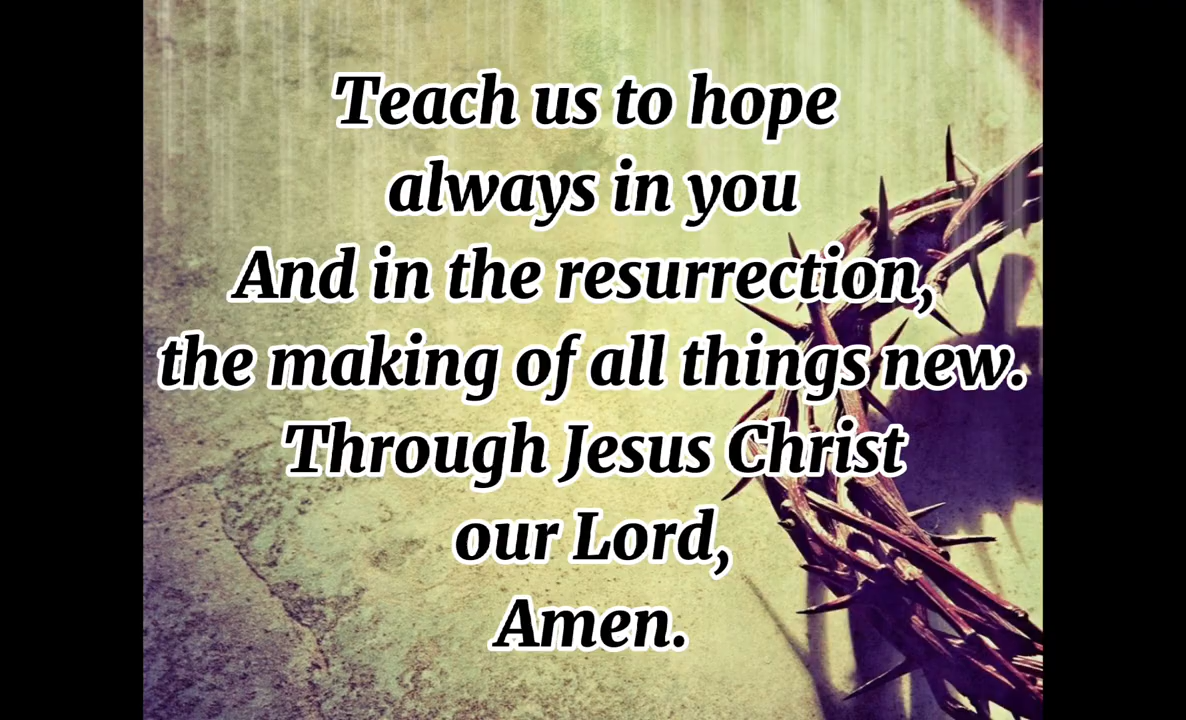 Teach us to hope
always in you
And in the resurrection,
the making of all things new.
Through Jesus Christ
our Lord,
Amen.